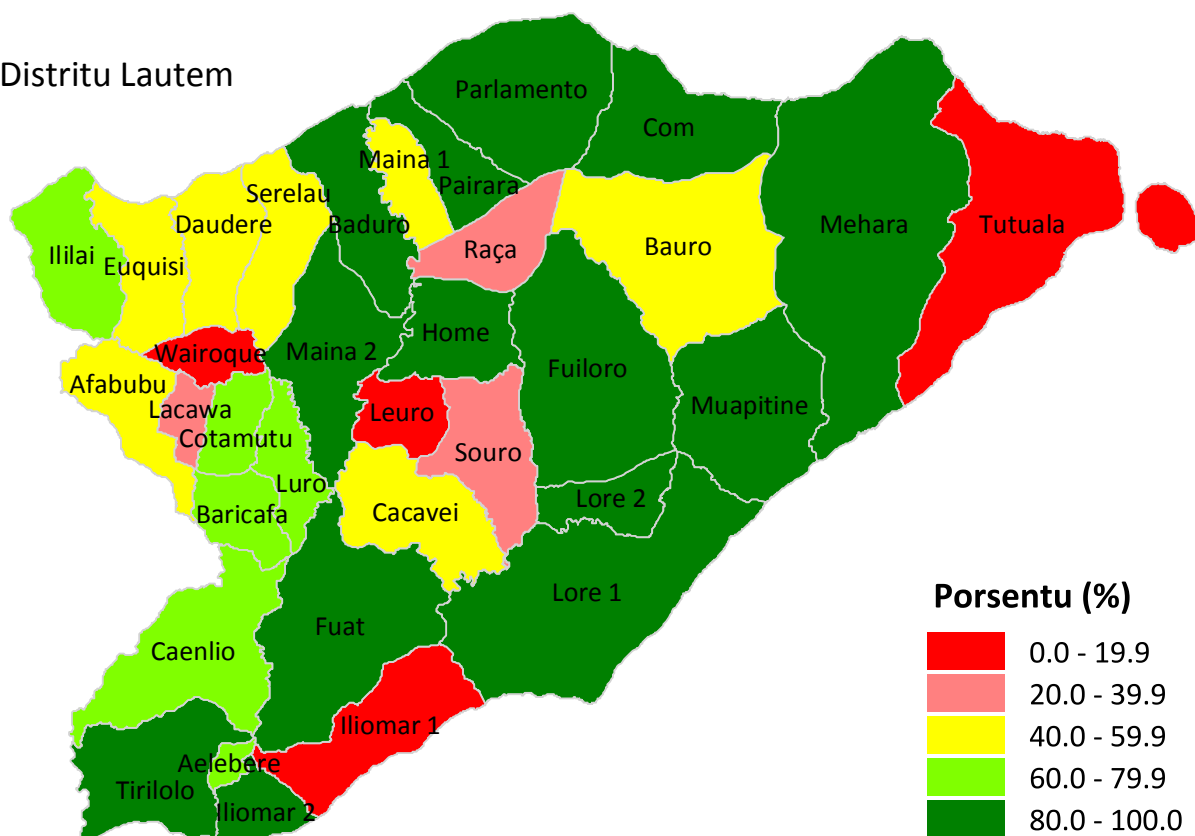 Distritu Lautem
Parlamento
Com
Maina 1
Pairara
Serelau
Daudere
Baduro
Mehara
Tutuala
Ililai
Euquisi
Raça
Bauro
Home
Wairoque
Maina 2
Fuiloro
Afabubu
Lacawa
Leuro
Muapitine
Cotamutu
Souro
Luro
Lore 2
Baricafa
Cacavei
Lore 1
Fuat
Caenlio
Iliomar 1
Aelebere
Tirilolo
Iliomar 2
Porsentu (%)
0.0 - 19.9
20.0 - 39.9
40.0 - 59.9
60.0 - 79.9
80.0 - 100.0